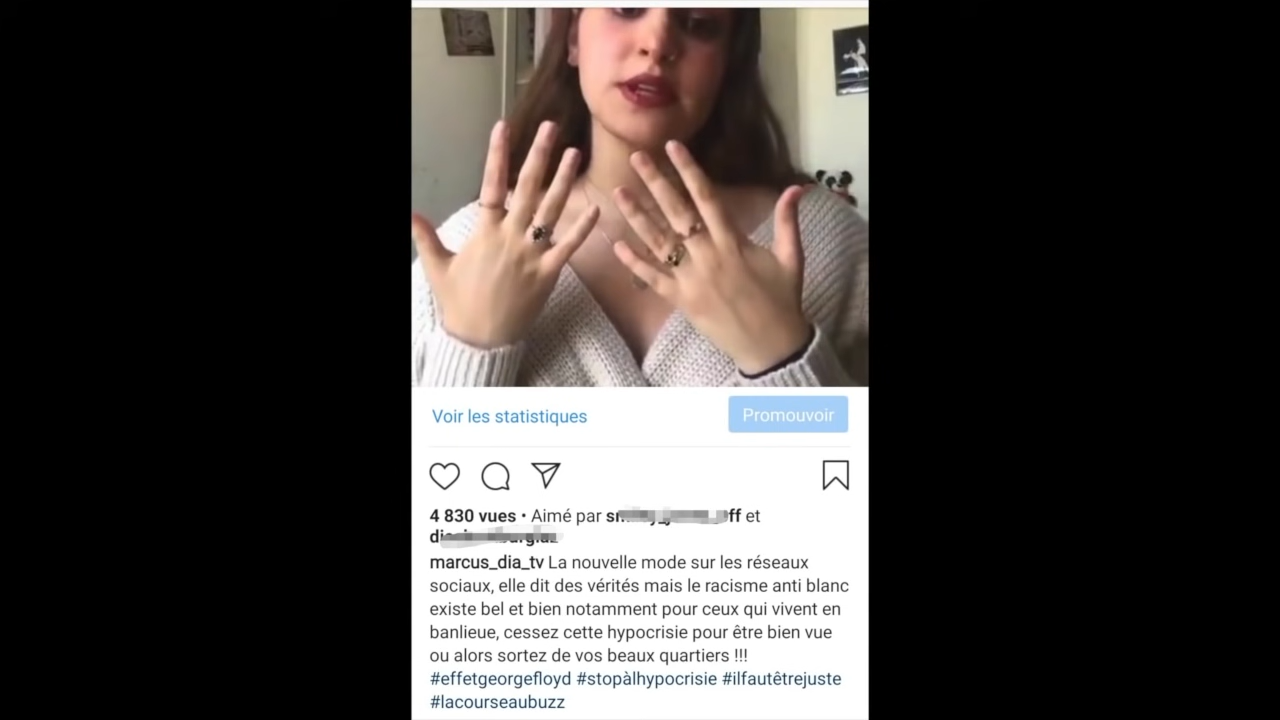 Voir les statistiques
Promouvoir
4 830 vues • Aimé par et
marcus_dia_tv La nouvelle mode sur les réseaux
sociaux, elle dit des vérités mais le racisme anti blanc
existe bel et bien notamment pour ceux qui vivent en
banlieue, cessez cette hypocrisie pour être bien vue
ou alors sortez de vos beaux quartiers !!!
#effetgeorgefloyd #stopàlhypocrisie #ilfautêtrejuste
#lacourseaubuzz